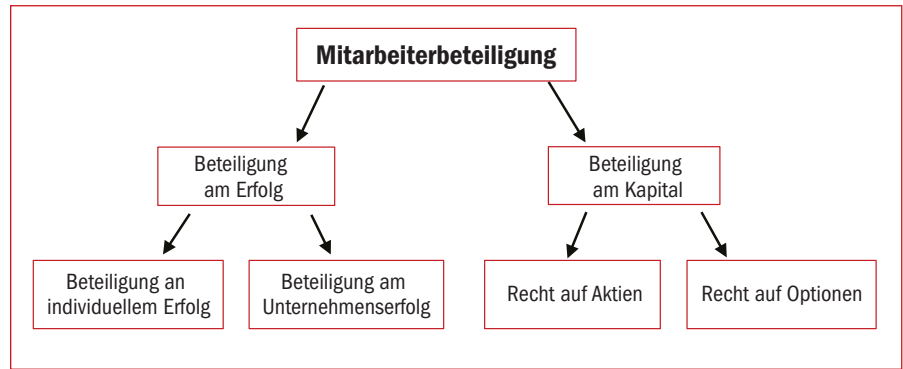 Mitarbeiterbeteiligung
Beteiligung
am Erfolg
Beteiligung
am Kapital
Beteiligung an
individuellem Erfolg
Beteiligung am
Unternehmenserfolg
Recht auf Aktien
Recht auf Optionen